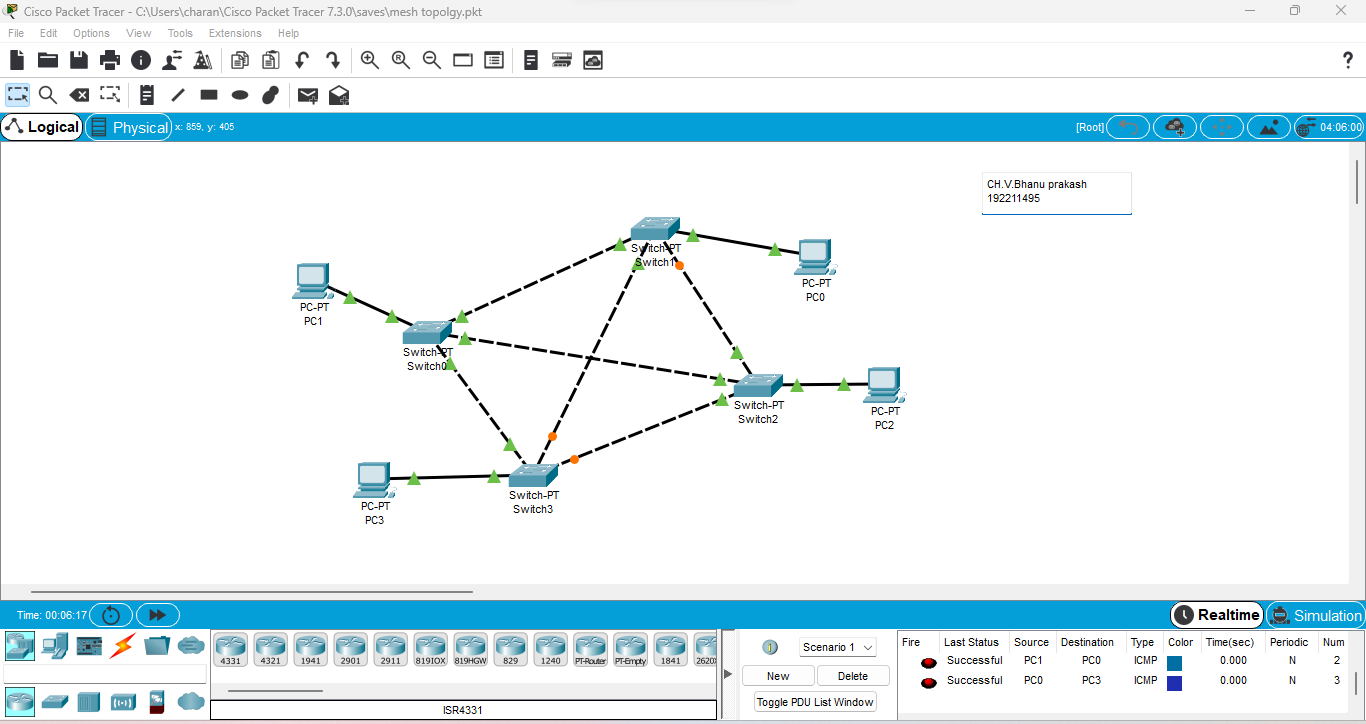 Cisco Packet Tracer - C:\Users\charan\Cisco Packet Tracer 7.3.0\saves\mesh topolgy.pkt
File Edit Options View Tools Extensions Help
Logical Physical x: 859, y: 405 [Root] 04:06:00
CH.V.Bhanu prakash
192211495
Switch-PT
Switch1
PC-PT
PC0
PC-PT
PC1
Switch-PT
Switch0
Switch-PT
Switch2
PC-PT
PC2
Switch-PT
Switch3
PC-PT
PC3
Time: 00:06:17 Realtime Simulation
4331 4321 1941 2901 2911 819IOX 819HGW 829 1240 PT-Router PT-Empty 1841 2620X
ISR4331
Scenario 1
New Delete
Toggle PDU List Window
Fire Last Status Source Destination Type Color Time(sec) Periodic Num
Successful PC1 PC0 ICMP 0.000 N 2
Successful PC0 PC3 ICMP 0.000 N 3